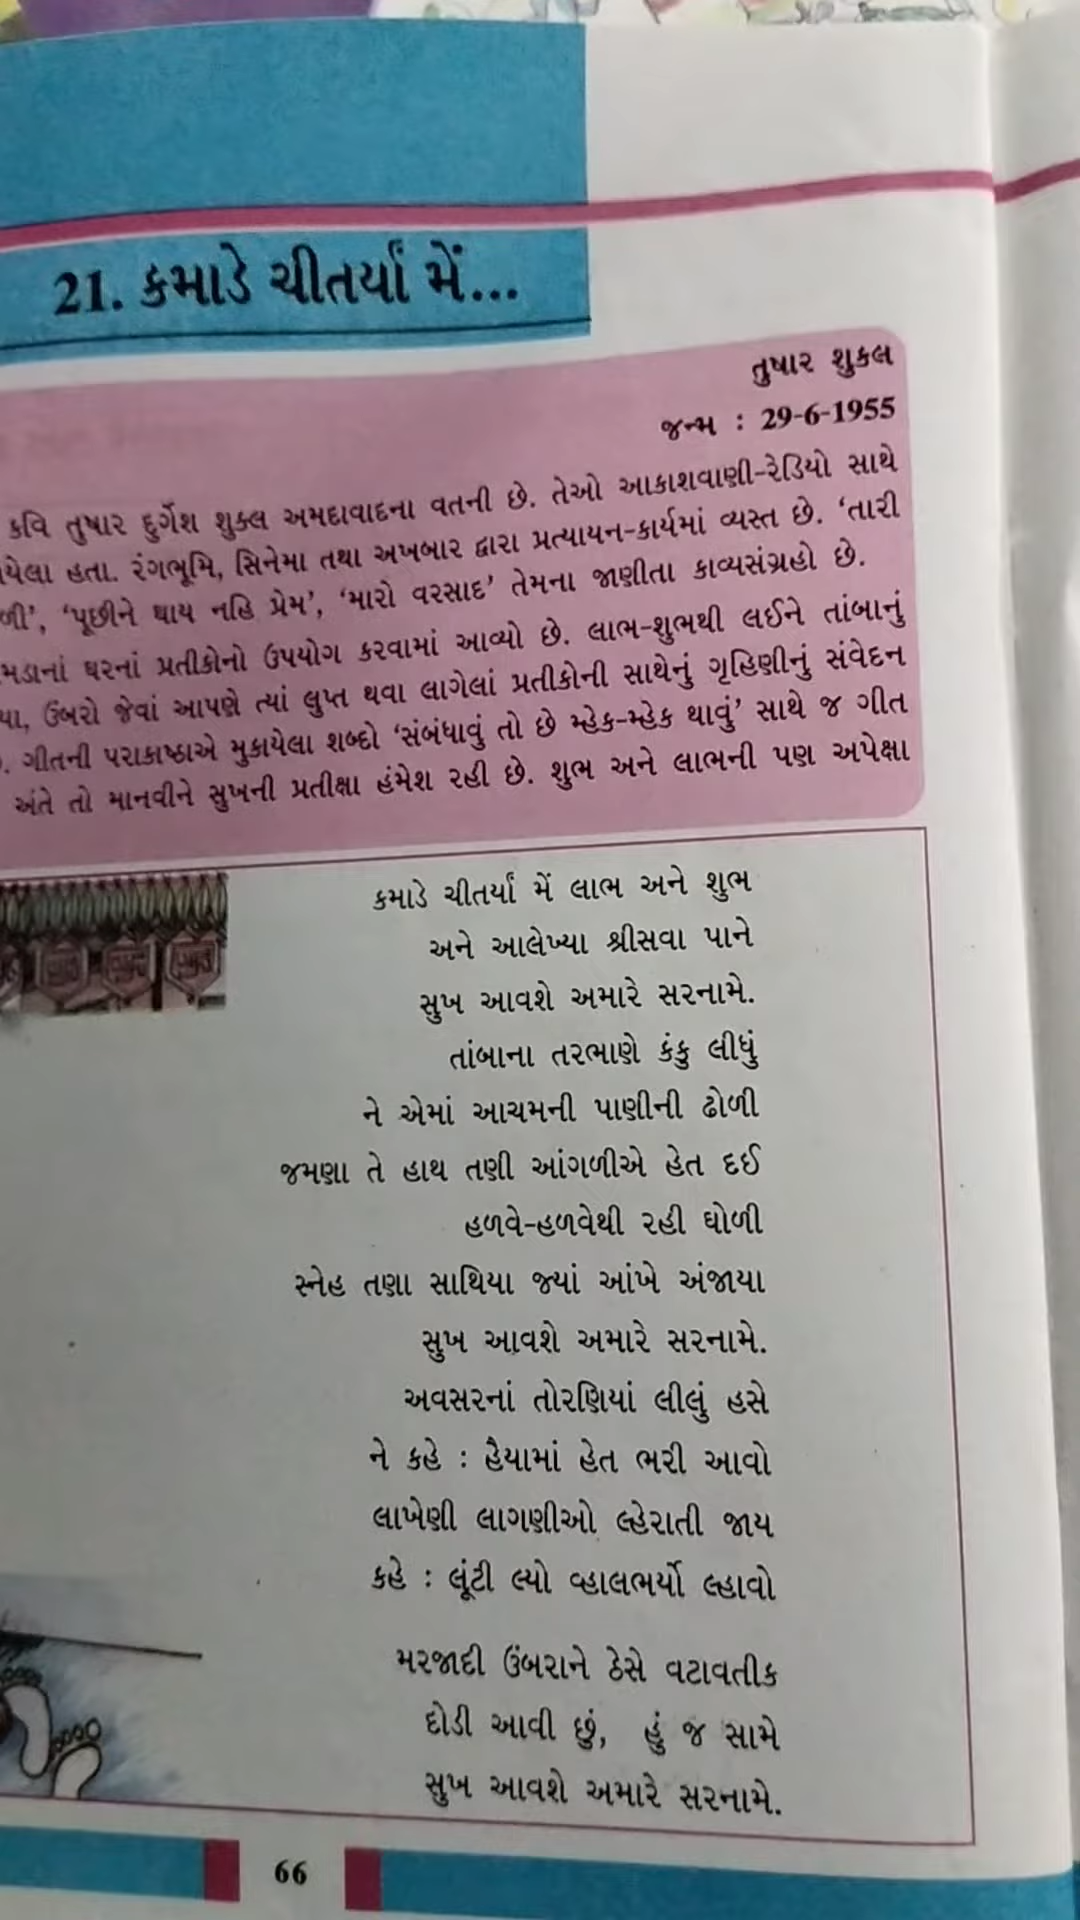 21. કમાડે ચીતર્યાં મેં...
તુષાર શુકલ
જન્મ : 29-6-1955
કવિ તુષાર દુર્ગેશ શુકલ અમદાવાદના વતની છે. તેઓ આકાશવાણી-રેડિયો સાથે
હતા. રંગભૂમિ, સિનેમા તથા અખબાર દ્વારા પ્રત્યાયન-કાર્યમાં વ્યસ્ત છે. ‘તારી
‘પૂછીને થાય નહિ પ્રેમ’, ‘મારો વરસાદ’ તેમના જાણીતા કાવ્યસંગ્રહો છે.
ઘરનાં પ્રતીકોનો ઉપયોગ કરવામાં આવ્યો છે. લાભ-શુભથી લઈને તાંબાનું
ઉંબરો જેવાં આપણે ત્યાં લુપ્ત થવા લાગેલાં પ્રતીકોની સાથેનું ગૃહિણીનું સંવેદન
ગીતની પરાકાષ્ઠાએ મુકાયેલા શબ્દો ‘સંબંધાવું તો છે મ્હેક-મ્હેક થાવું’ સાથે જ ગીત
અંતે તો માનવીને સુખની પ્રતીક્ષા હંમેશ રહી છે. શુભ અને લાભની પણ અપેક્ષા
કમાડે ચીતર્યાં મેં લાભ અને શુભ
અને આલેખ્યા શ્રીસવા પાને
સુખ આવશે અમારે સરનામે.
તાંબાના તરભાણે કંકુ લીધું
ને એમાં આચમની પાણીની ઢોળી
જમણા તે હાથ તણી આંગળીએ હેત દઈ
હળવે-હળવેથી રહી ઘોળી
સ્નેહ તણા સાથિયા જ્યાં આંખે અંજાયા
સુખ આવશે અમારે સરનામે.
અવસરનાં તોરણિયાં લીલું હસે
ને કહે : હૈયામાં હેત ભરી આવો
લાખેણી લાગણીઓ લ્હેરાતી જાય
કહે : લૂંટી લ્યો વ્હાલભર્યો લ્હાવો
મરજાદી ઉંબરાને ઠેસે વટાવતીક
દોડી આવી છું, હું જ સામે
સુખ આવશે અમારે સરનામે.
66